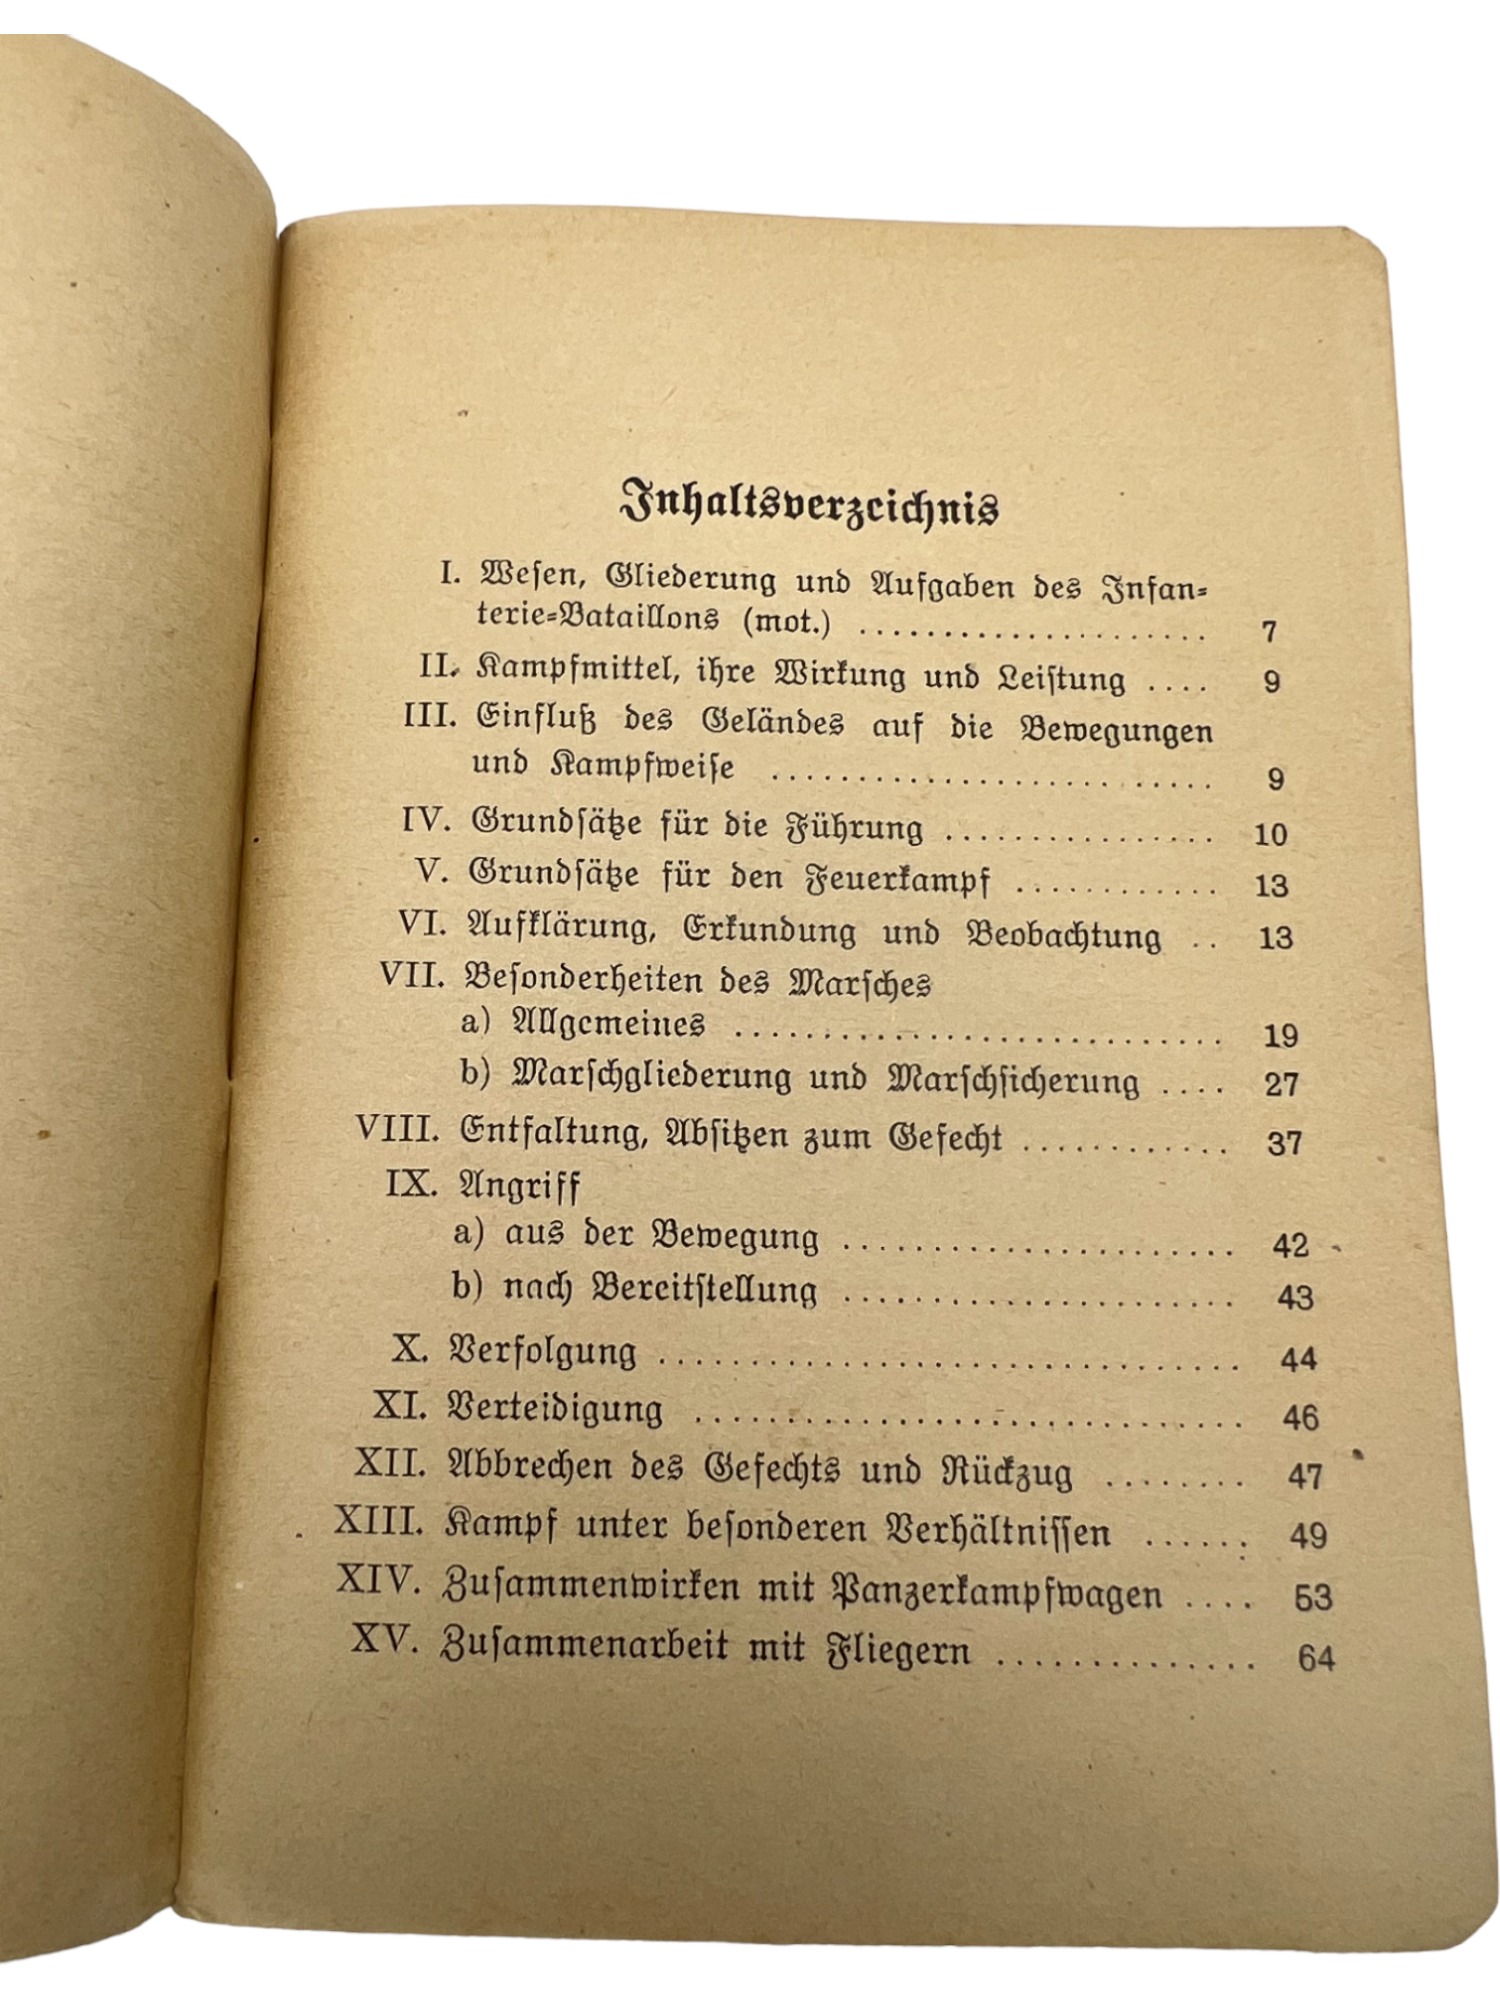 Inhaltsverzeichnis
I. Wesen, Gliederung und Aufgaben des Infan-
terie-Bataillons (mot.) ..................... 7
II. Kampfmittel, ihre Wirkung und Leistung .... 9
III. Einfluß des Geländes auf die Bewegungen
und Kampfweise .......................... 9
IV. Grundsätze für die Führung ................ 10
V. Grundsätze für den Feuerkampf ............ 13
VI. Aufklärung, Erkundung und Beobachtung .. 13
VII. Besonderheiten des Marsches
a) Allgemeines ............................. 19
b) Marschgliederung und Marschsicherung .... 27
VIII. Entfaltung, Absitzen zum Gefecht ............ 37
IX. Angriff
a) aus der Bewegung ...................... 42
b) nach Bereitstellung ...................... 43
X. Verfolgung ................................ 44
XI. Verteidigung .............................. 46
XII. Abbrechen des Gefechts und Rückzug ........ 47
XIII. Kampf unter besonderen Verhältnissen ...... 49
XIV. Zusammenwirken mit Panzerkampfwagen .... 53
XV. Zusammenarbeit mit Fliegern .............. 64